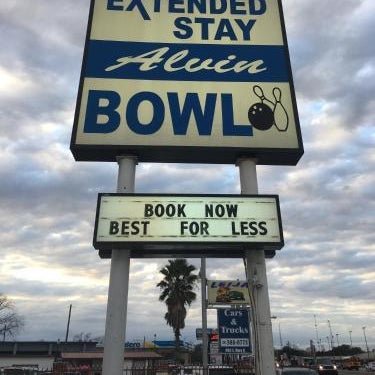 EXTENDED
STAY
Alvin
BOWL
BOOK NOW
BEST FOR LESS
Cars &
Trucks